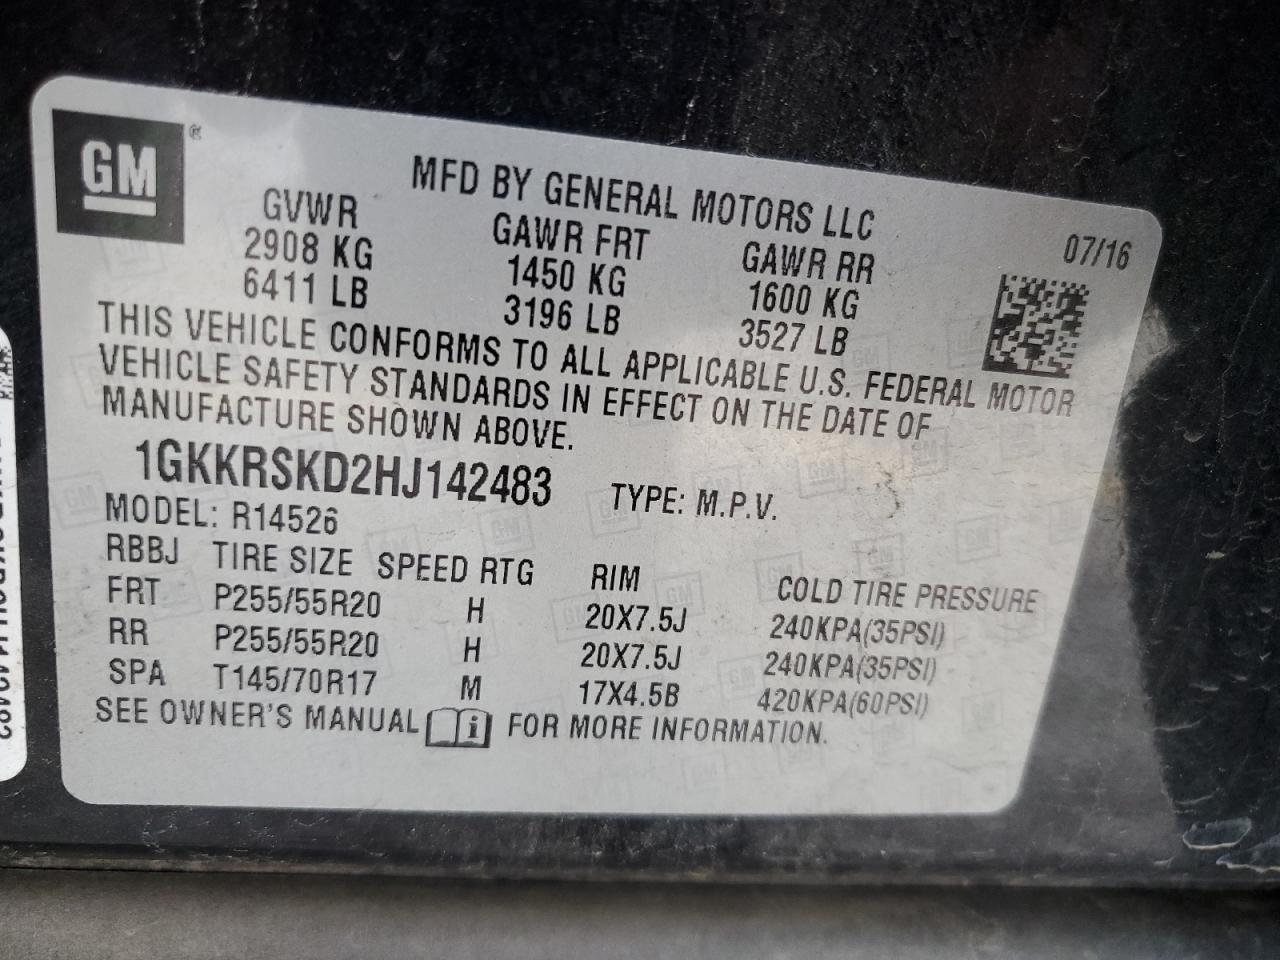 GM ®
MFD BY GENERAL MOTORS LLC
07/16
GVWR GAWR FRT GAWR RR
2908 KG 1450 KG 1600 KG
6411 LB 3196 LB 3527 LB
THIS VEHICLE CONFORMS TO ALL APPLICABLE U.S. FEDERAL MOTOR
VEHICLE SAFETY STANDARDS IN EFFECT ON THE DATE OF
MANUFACTURE SHOWN ABOVE.
1GKKRSKD2HJ142483 TYPE: M.P.V.
MODEL: R14526
RBBJ TIRE SIZE SPEED RTG RIM COLD TIRE PRESSURE
FRT P255/55R20 H 20X7.5J 240KPA(35PSI)
RR P255/55R20 H 20X7.5J 240KPA(35PSI)
SPA T145/70R17 M 17X4.5B 420KPA(60PSI)
SEE OWNER'S MANUAL i FOR MORE INFORMATION.